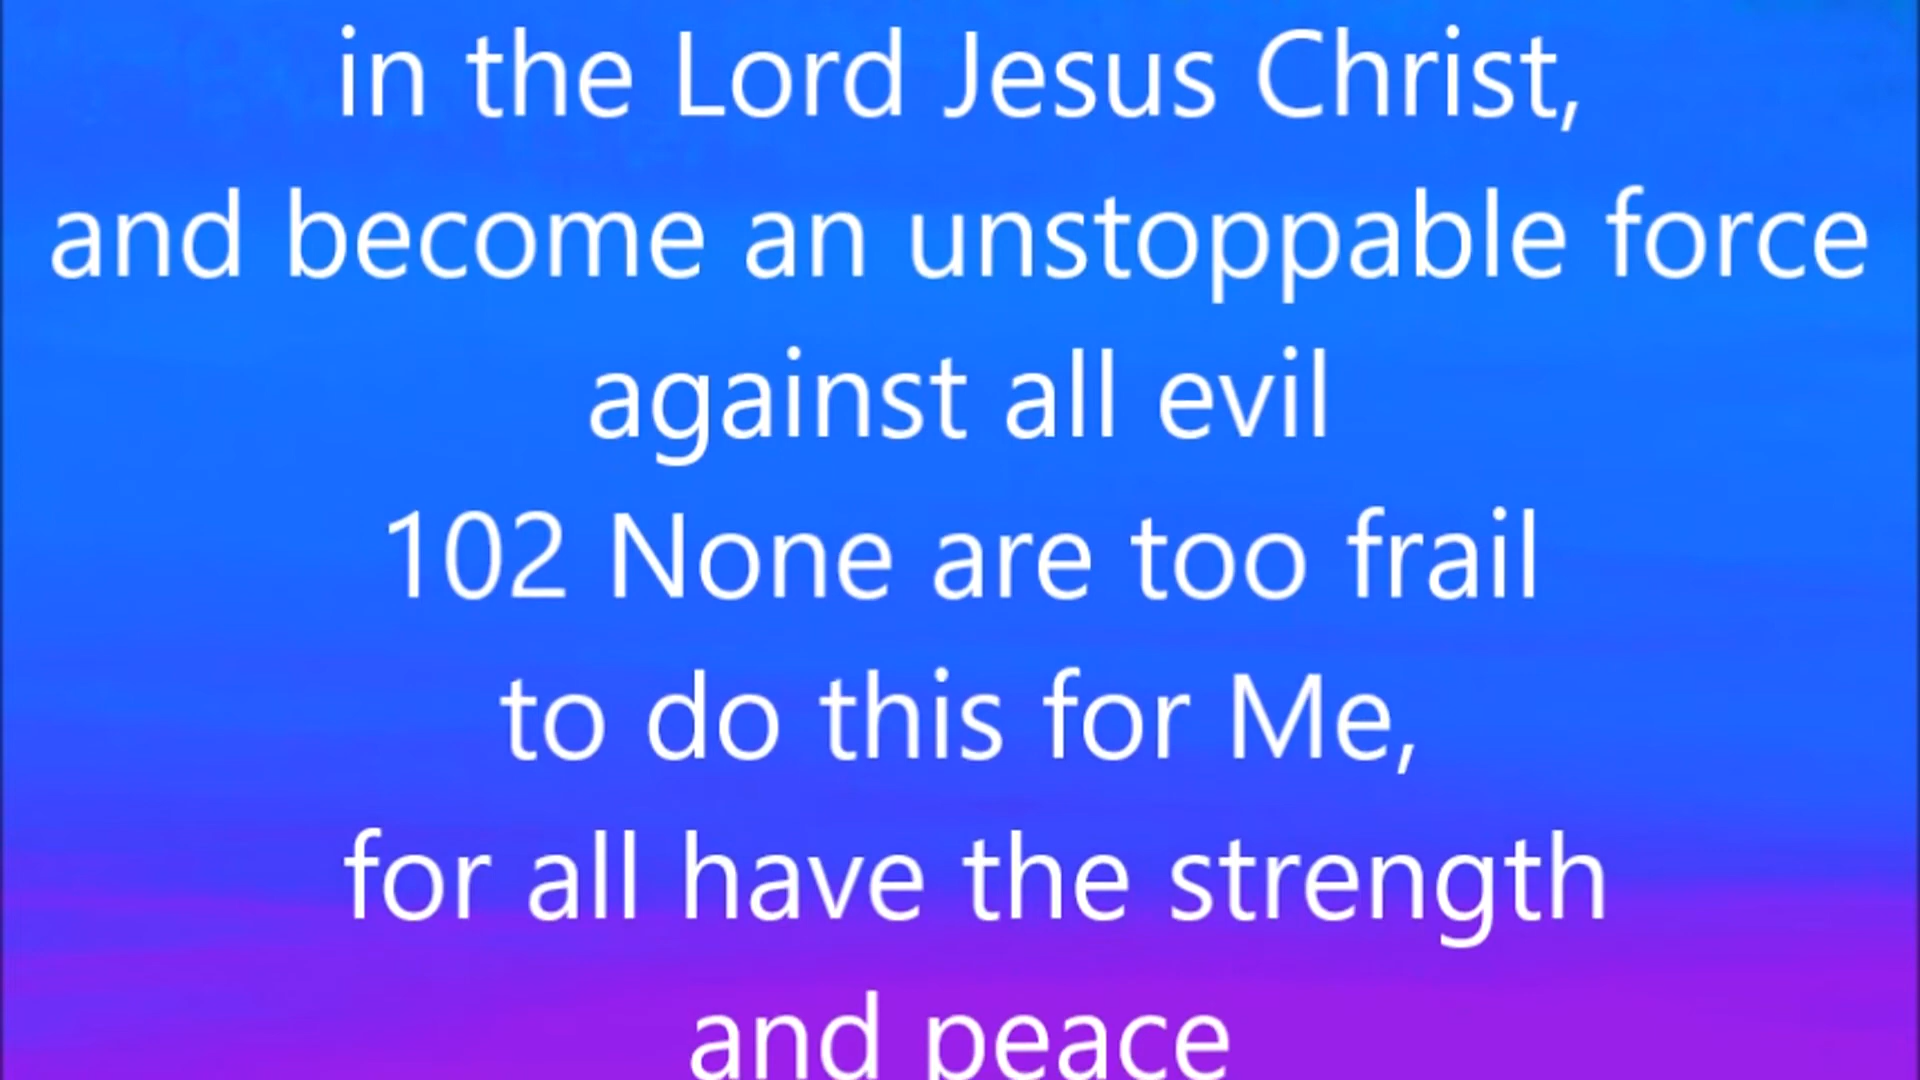 in the Lord Jesus Christ,
and become an unstoppable force
against all evil
102 None are too frail
to do this for Me,
for all have the strength
and peace